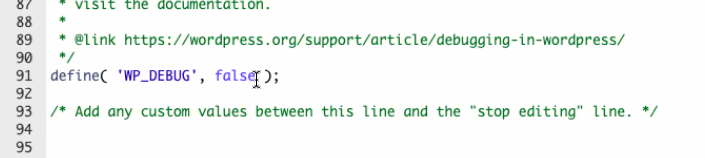 87 * visit the documentation.
88 *
89 * @link https://wordpress.org/support/article/debugging-in-wordpress/
90 */
91 define( 'WP_DEBUG', false );
92
93 /* Add any custom values between this line and the "stop editing" line. */
94
95